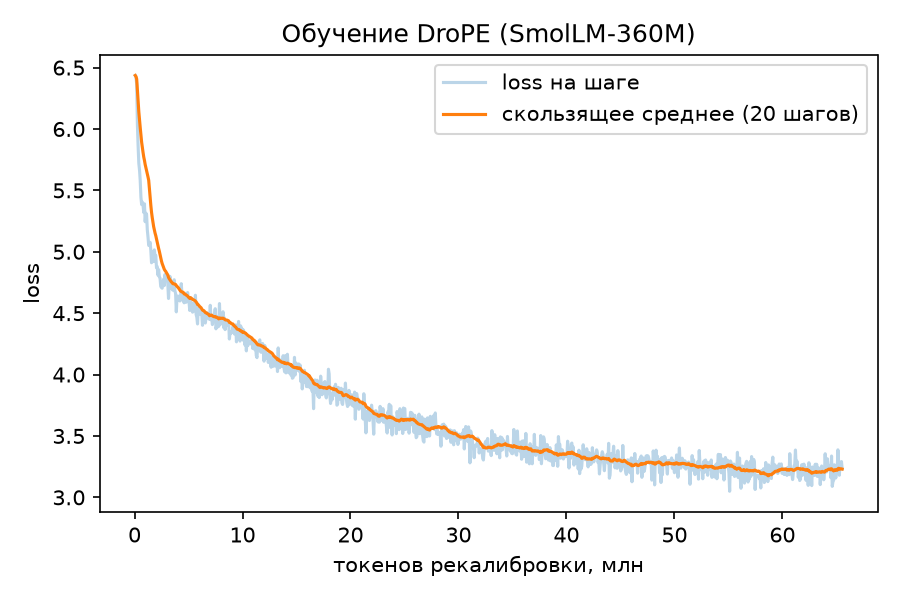 Обучение DroPE (SmolLM-360M)
loss на шаге
скользящее среднее (20 шагов)
6.5
6.0
5.5
5.0
4.5
4.0
3.5
3.0
loss
0 10 20 30 40 50 60
токенов рекалибровки, млн